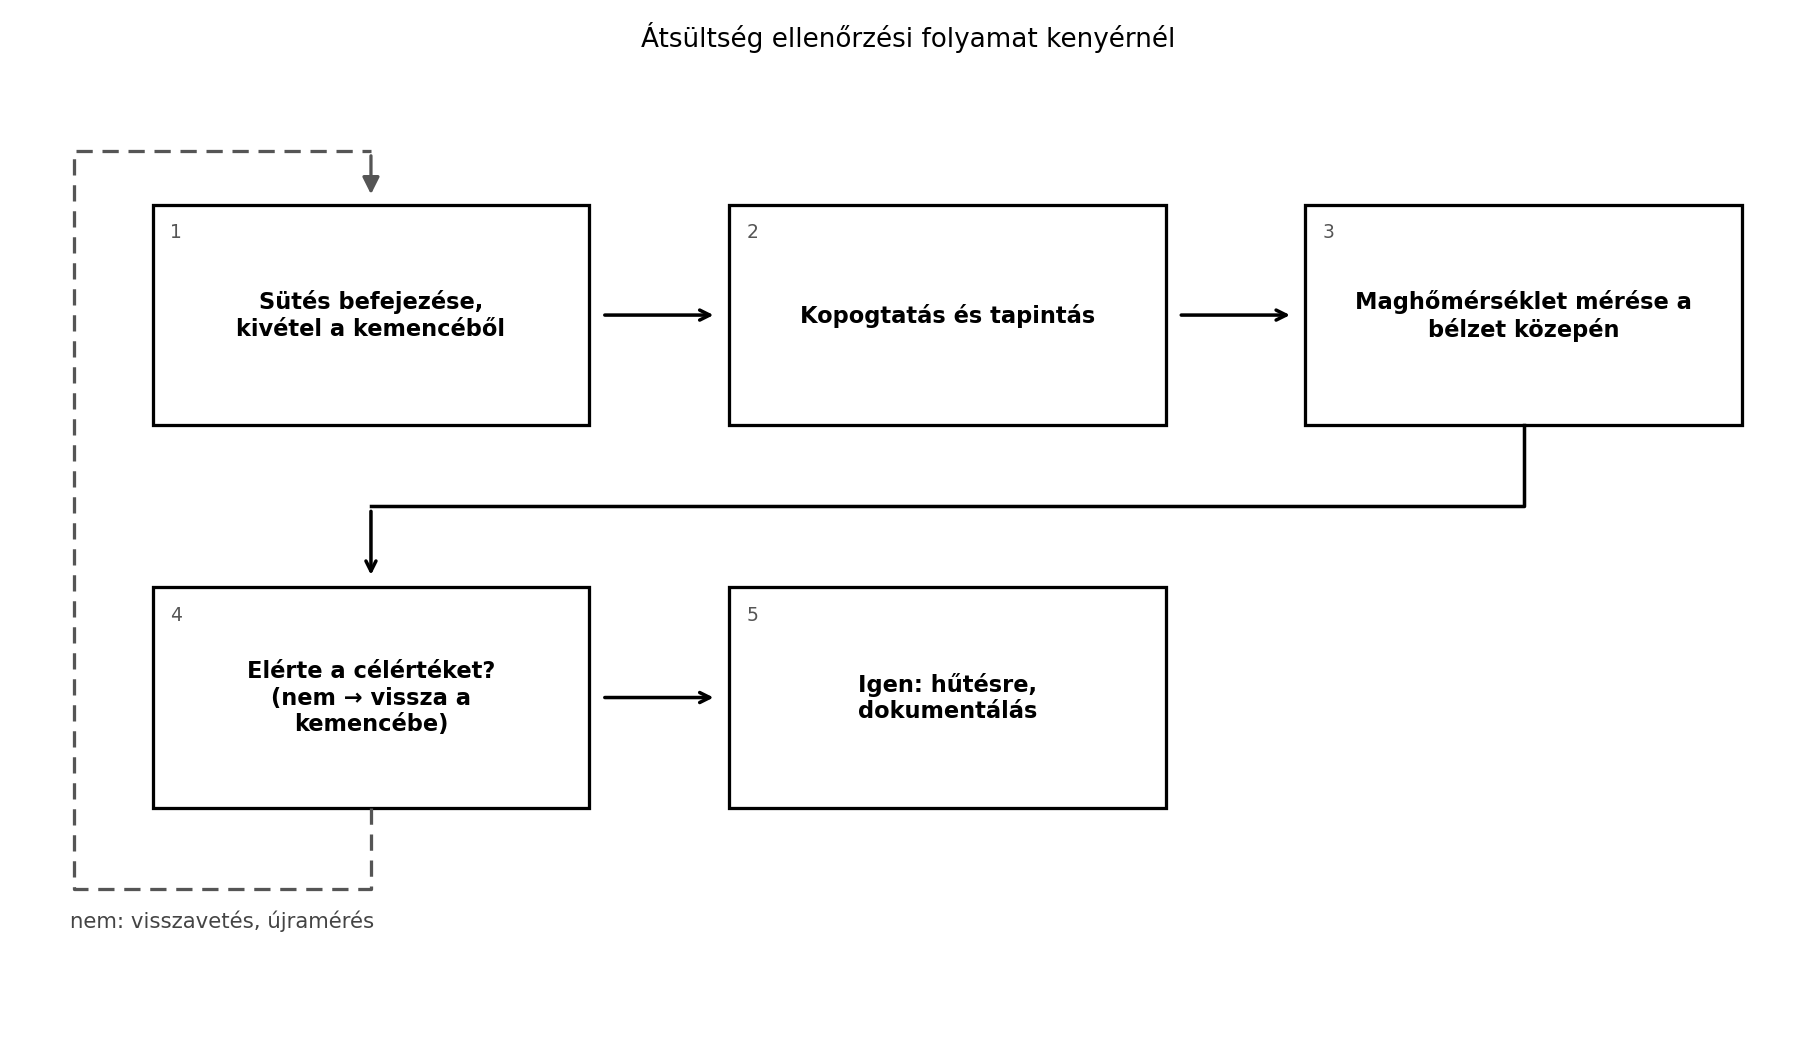 Átsültség ellenőrzési folyamat kenyérnél
1
Sütés befejezése,
kivétel a kemencéből
2
Kopogtatás és tapintás
3
Maghőmérséklet mérése a
bélzet közepén
4
Elérte a célértéket?
(nem → vissza a
kemencébe)
5
Igen: hűtésre,
dokumentálás
nem: visszavetés, újramérés